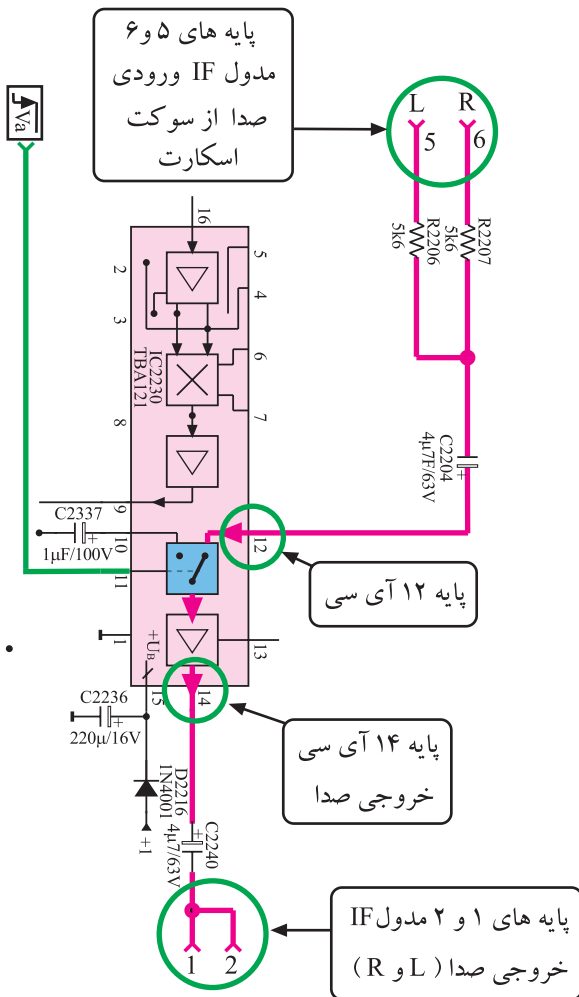 پایه های ۵ و ۶
مدول IF ورودی
صدا از سوکت
اسکارت
L R
5 6
Va
R2206
5k6
R2207
5k6
C2204
4µ7F/63V
+
16
2
3
5
4
IC2230
TBA121
6
7
8
9
C2337
+
1µF/100V
10
11
12
پایه ۱۲ آی سی
1
13
+UB
15
14
C2236
+
220µ/16V
پایه ۱۴ آی سی
خروجی صدا
D2216
1N4001
+1
C2240
4µ7/63V
+
1 2
پایه های ۱ و ۲ مدول IF
خروجی صدا ( L و R )